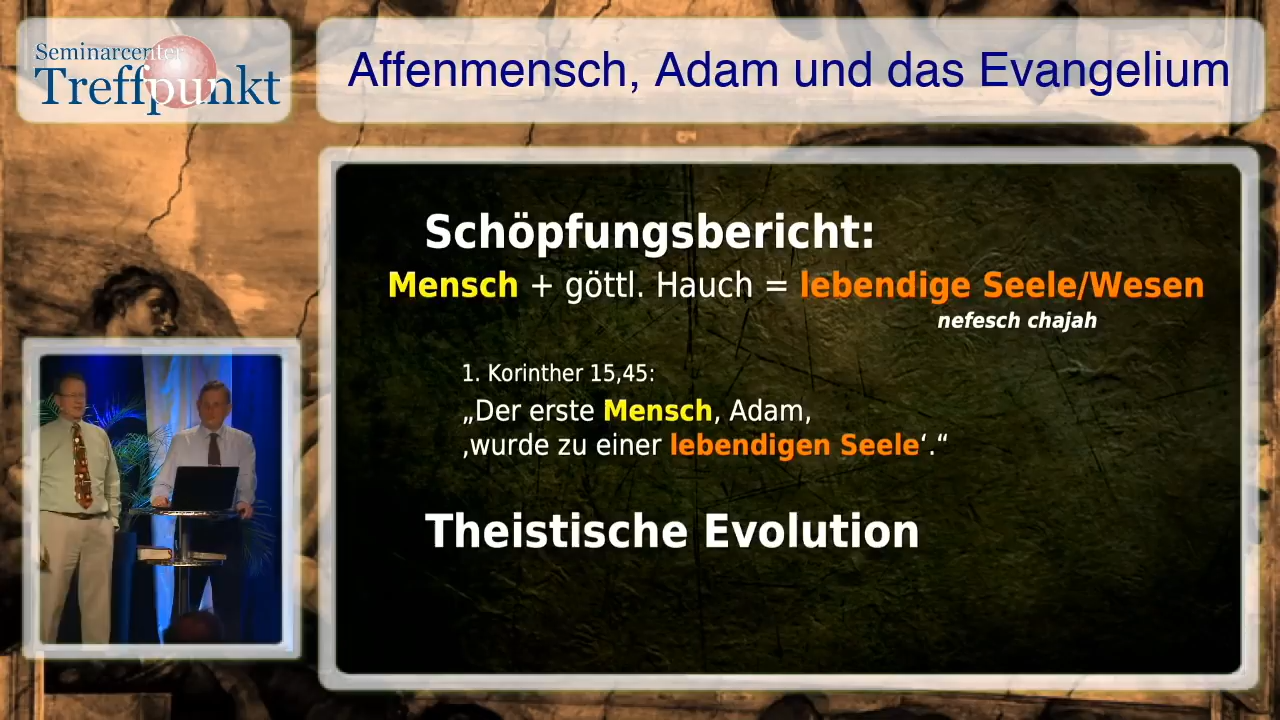 Seminarcenter
Treffpunkt
Affenmensch, Adam und das Evangelium
Schöpfungsbericht:
Mensch + göttl. Hauch = lebendige Seele/Wesen
nefesch chajah
1. Korinther 15,45:
„Der erste Mensch, Adam,
‚wurde zu einer lebendigen Seele‘.“
Theistische Evolution